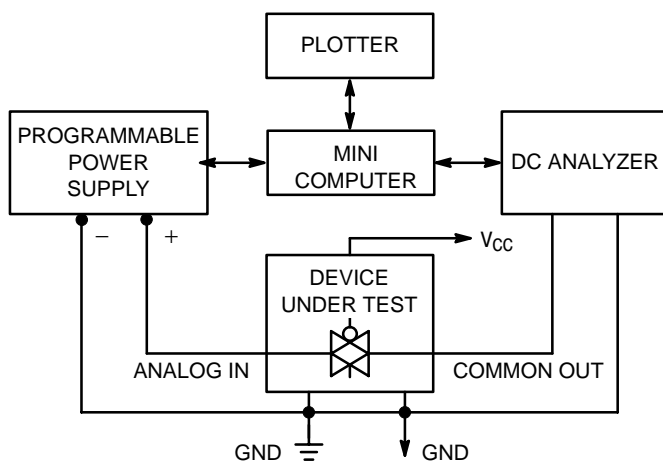 PLOTTER
PROGRAMMABLE
POWER
SUPPLY
MINI
COMPUTER
DC ANALYZER
– +
VCC
DEVICE
UNDER TEST
ANALOG IN
COMMON OUT
GND
GND